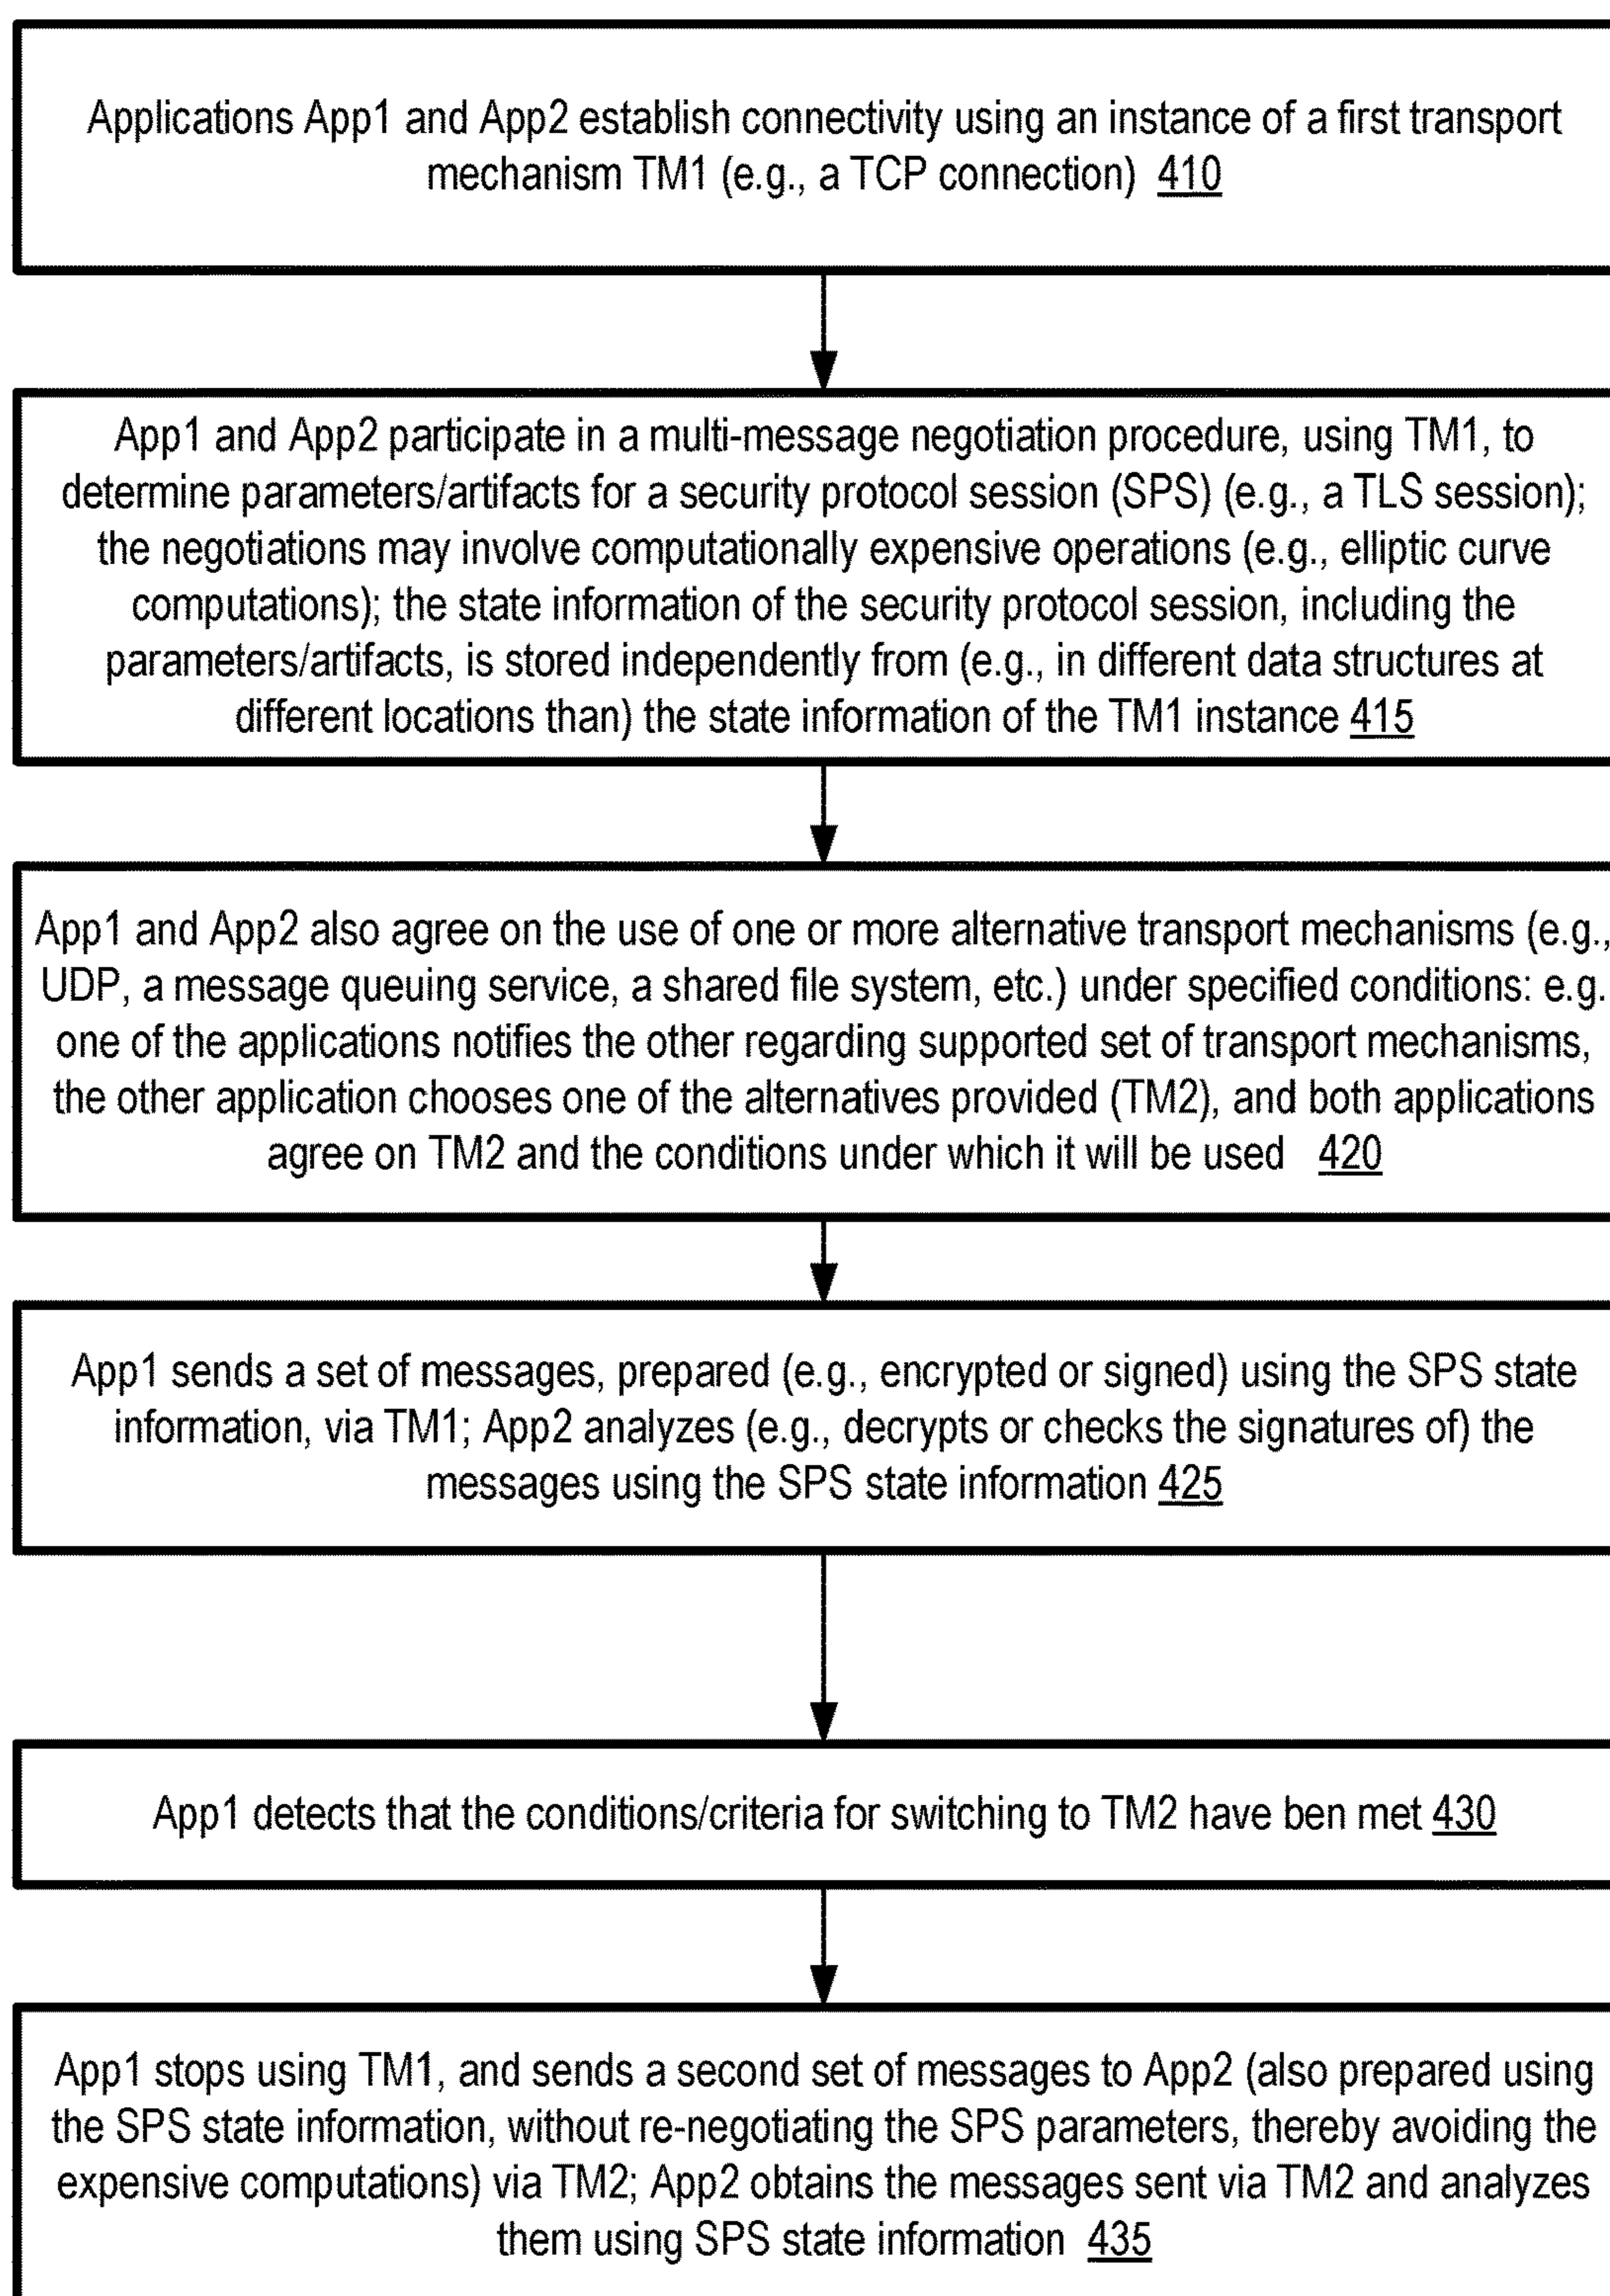 Applications App1 and App2 establish connectivity using an instance of a first transport
mechanism TM1 (e.g., a TCP connection) 410
App1 and App2 participate in a multi-message negotiation procedure, using TM1, to
determine parameters/artifacts for a security protocol session (SPS) (e.g., a TLS session);
the negotiations may involve computationally expensive operations (e.g., elliptic curve
computations); the state information of the security protocol session, including the
parameters/artifacts, is stored independently from (e.g., in different data structures at
different locations than) the state information of the TM1 instance 415
App1 and App2 also agree on the use of one or more alternative transport mechanisms (e.g.,
UDP, a message queuing service, a shared file system, etc.) under specified conditions: e.g.
one of the applications notifies the other regarding supported set of transport mechanisms,
the other application chooses one of the alternatives provided (TM2), and both applications
agree on TM2 and the conditions under which it will be used 420
App1 sends a set of messages, prepared (e.g., encrypted or signed) using the SPS state
information, via TM1; App2 analyzes (e.g., decrypts or checks the signatures of) the
messages using the SPS state information 425
App1 detects that the conditions/criteria for switching to TM2 have ben met 430
App1 stops using TM1, and sends a second set of messages to App2 (also prepared using
the SPS state information, without re-negotiating the SPS parameters, thereby avoiding the
expensive computations) via TM2; App2 obtains the messages sent via TM2 and analyzes
them using SPS state information 435